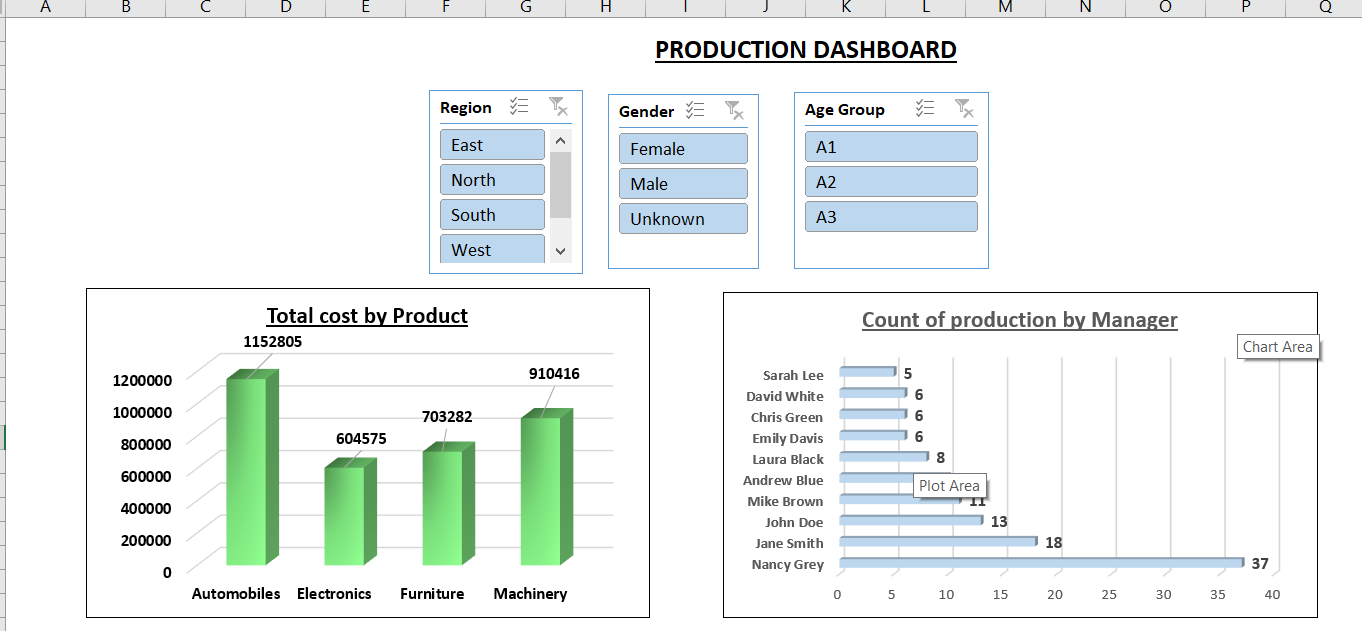 A B C D E F G H I J K L M N O P Q
PRODUCTION DASHBOARD
Region
East
North
South
West
Gender
Female
Male
Unknown
Age Group
A1
A2
A3
Total cost by Product
1152805
910416
703282
604575
1200000
1000000
800000
600000
400000
200000
0
Automobiles Electronics Furniture Machinery
Count of production by Manager
Chart Area
Sarah Lee 5
David White 6
Chris Green 6
Emily Davis 6
Laura Black 8
Andrew Blue
Plot Area
Mike Brown 11
John Doe 13
Jane Smith 18
Nancy Grey 37
0 5 10 15 20 25 30 35 40